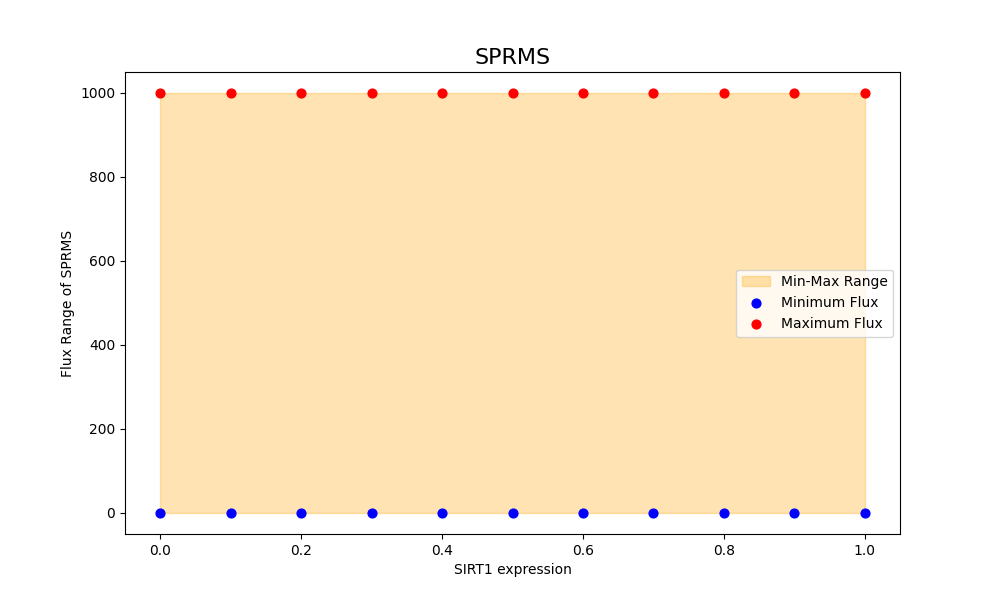 SPRMS
Flux Range of SPRMS
1000
800
600
400
200
0
Min-Max Range
Minimum Flux
Maximum Flux
0.0 0.2 0.4 0.6 0.8 1.0
SIRT1 expression